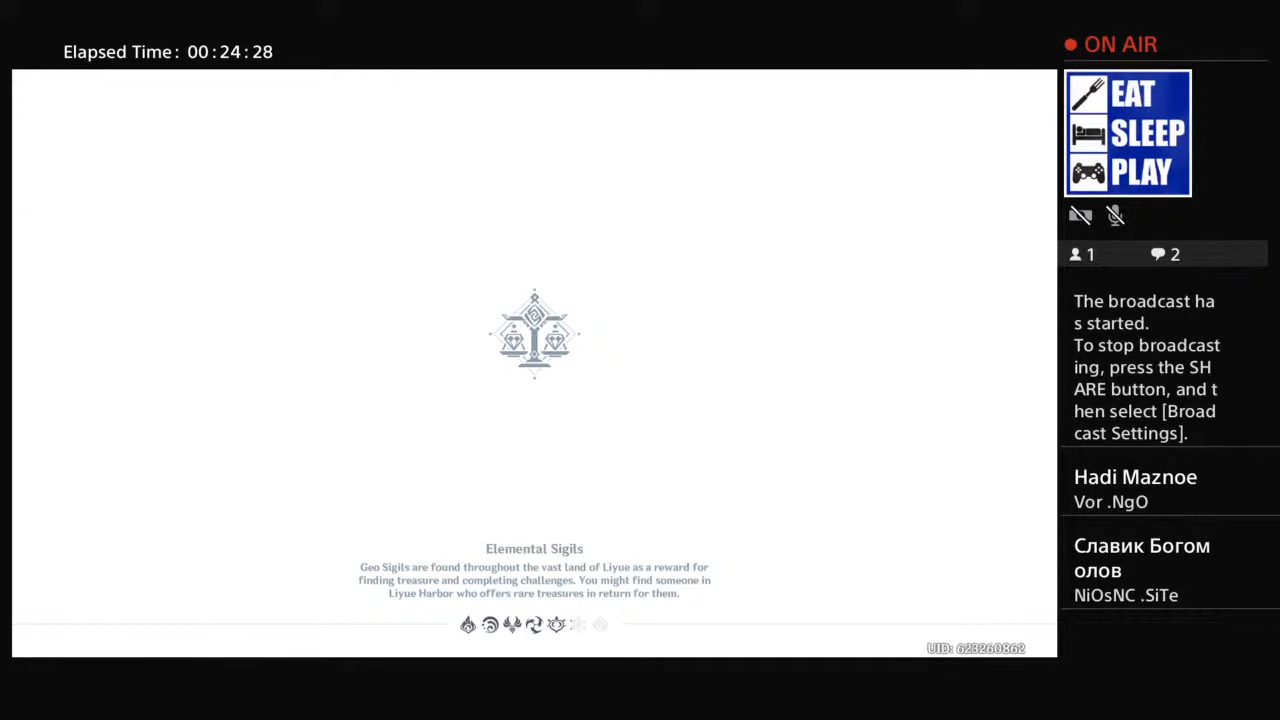 Elapsed Time: 00:24:28
ON AIR
EAT
SLEEP
PLAY
1
2
The broadcast ha
s started.
To stop broadcast
ing, press the SH
ARE button, and t
hen select [Broad
cast Settings].
Hadi Maznoe
Vor .NgO
Славик Богом
олов
NiOsNC .SiTe
Elemental Sigils
Geo Sigils are found throughout the vast land of Liyue as a reward for
finding treasure and completing challenges. You might find someone in
Liyue Harbor who offers rare treasures in return for them.
UID: 623260862